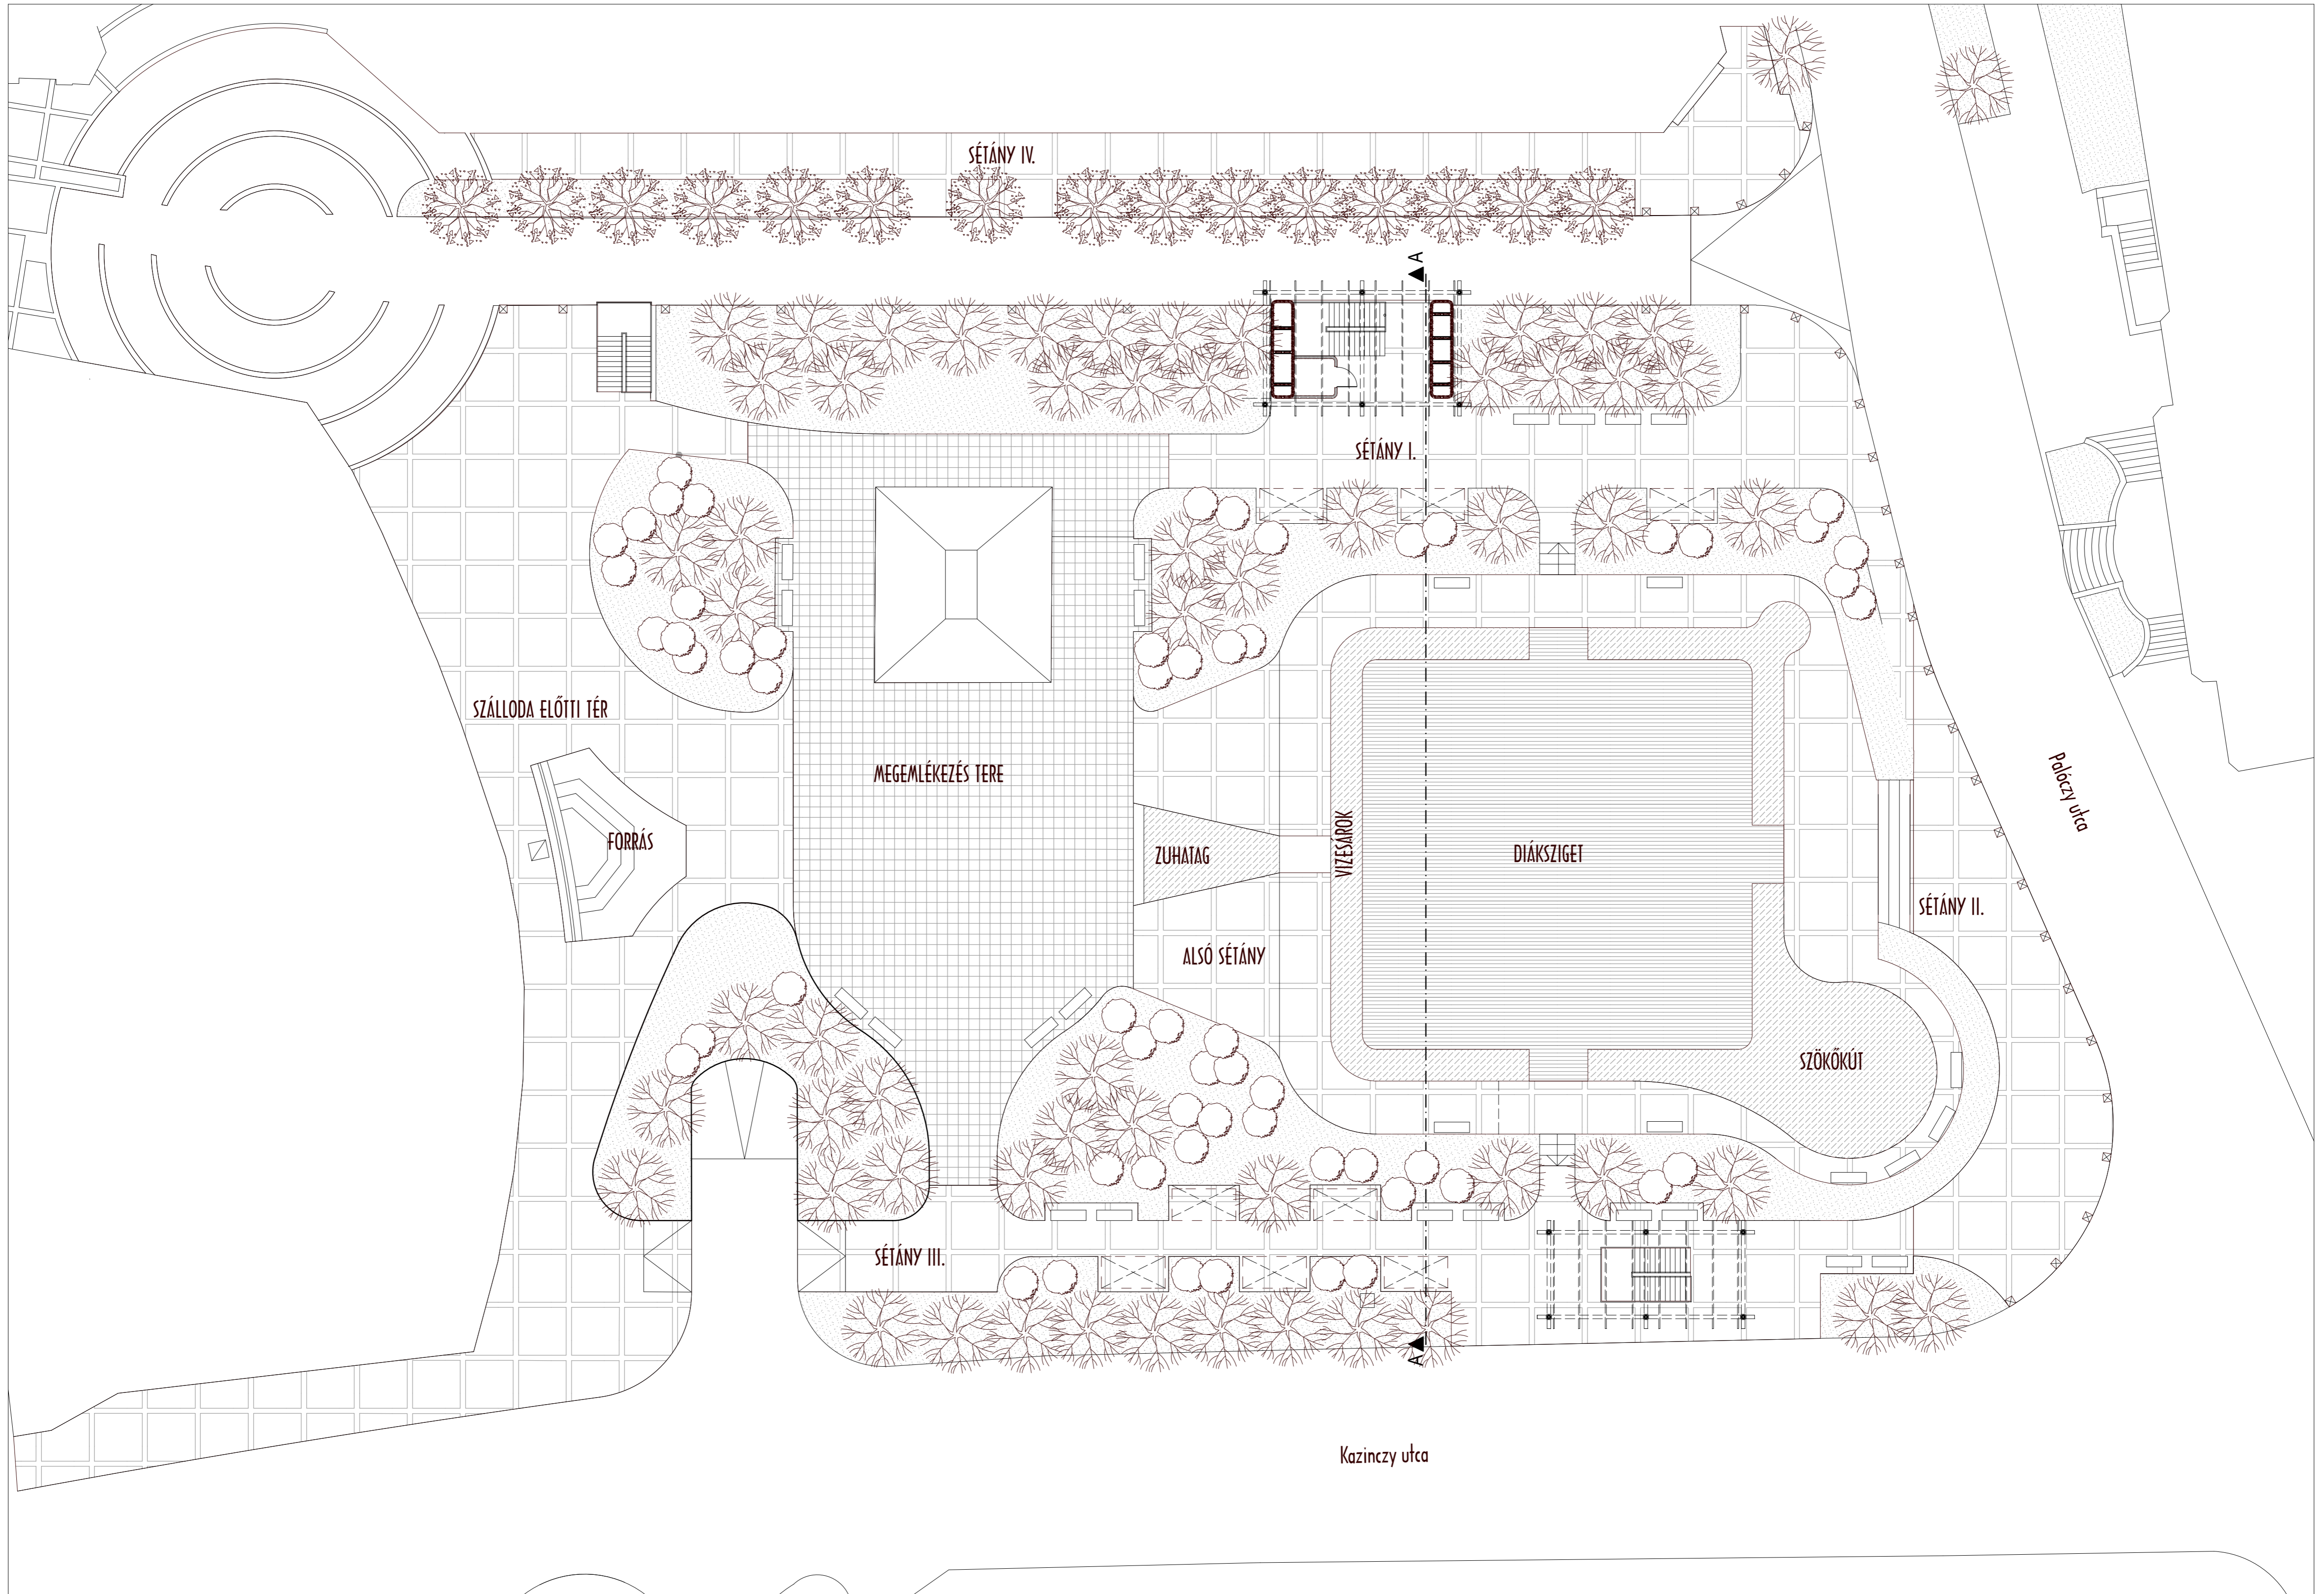 SÉTÁNY IV.
A
SÉTÁNY I.
SZÁLLODA ELŐTTI TÉR
MEGEMLÉKEZÉS TERE
Palóczy utca
FORRÁS
VIZESÁROK
ZUHATAG
DIÁKSZIGET
SÉTÁNY II.
ALSÓ SÉTÁNY
SZÖKŐKÚT
SÉTÁNY III.
A
Kazinczy utca